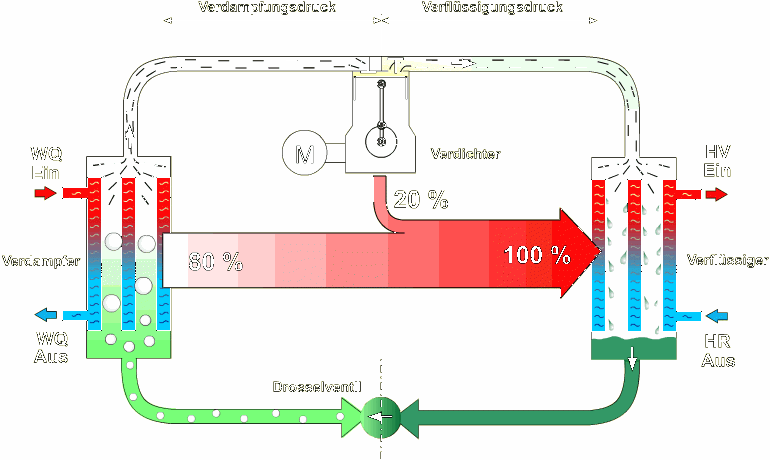 Verdampfungsdruck
Verflüssigungsdruck
WQ
Ein
M
Verdichter
HV
Ein
20 %
80 %
100 %
Verdampfer
Verflüssiger
WQ
Aus
HR
Aus
Drosselventil